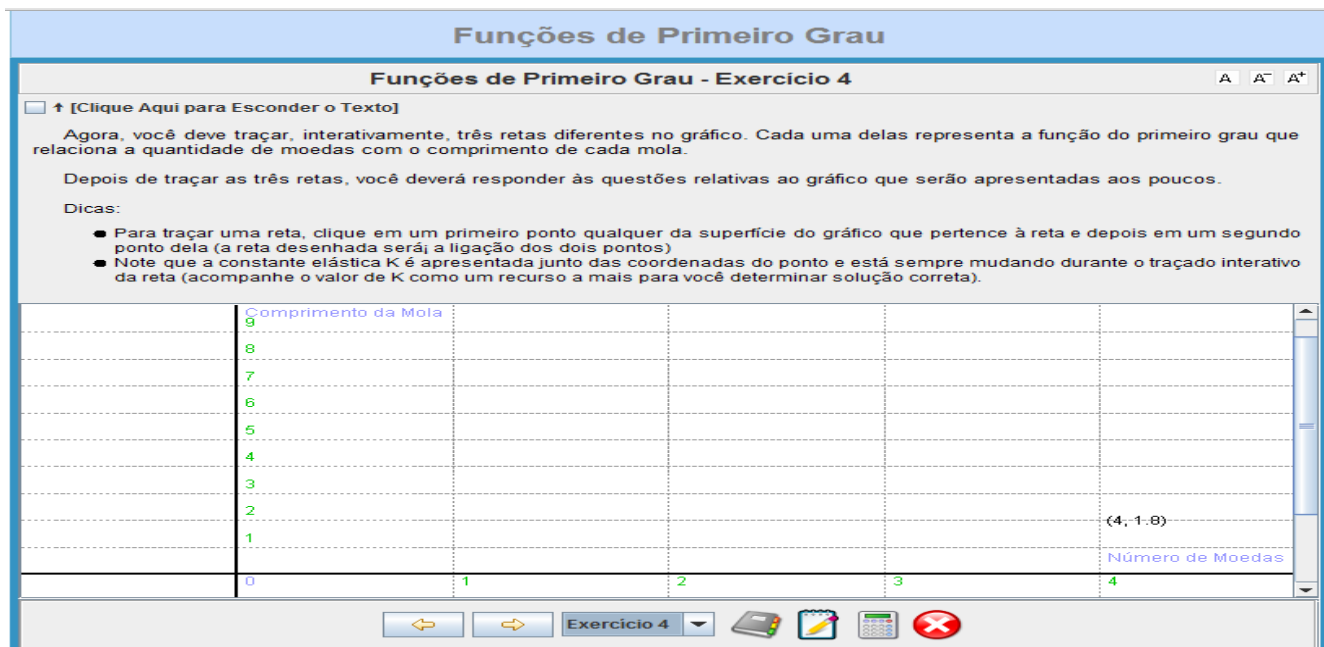 Funções de Primeiro Grau
Funções de Primeiro Grau - Exercício 4
A A- A+
↑ [Clique Aqui para Esconder o Texto]
Agora, você deve traçar, interativamente, três retas diferentes no gráfico. Cada uma delas representa a função do primeiro grau que
relaciona a quantidade de moedas com o comprimento de cada mola.
Depois de traçar as três retas, você deverá responder às questões relativas ao gráfico que serão apresentadas aos poucos.
Dicas:
● Para traçar uma reta, clique em um primeiro ponto qualquer da superfície do gráfico que pertence à reta e depois em um segundo
ponto dela (a reta desenhada será¡ a ligação dos dois pontos)
● Note que a constante elástica K é apresentada junto das coordenadas do ponto e está sempre mudando durante o traçado interativo
da reta (acompanhe o valor de K como um recurso a mais para você determinar solução correta).
Comprimento da Mola
9
8
7
6
5
4
3
2
(4, 1.8)
1
Número de Moedas
0 1 2 3 4
Exercício 4